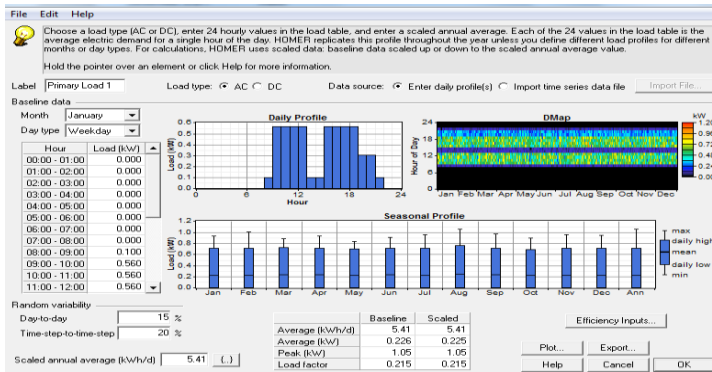 File Edit Help
Choose a load type (AC or DC), enter 24 hourly values in the load table, and enter a scaled annual average. Each of the 24 values in the load table is the
average electric demand for a single hour of the day. HOMER replicates this profile throughout the year unless you define different load profiles for different
months or day types. For calculations, HOMER uses scaled data: baseline data scaled up or down to the scaled annual average value.
Hold the pointer over an element or click Help for more information.
Label Primary Load 1 Load type: AC DC Data source: Enter daily profile(s) Import time series data file Import File...
Baseline data
Month January
Day type Weekday
Hour Load (kW)
00:00 - 01:00 0.000
01:00 - 02:00 0.000
02:00 - 03:00 0.000
03:00 - 04:00 0.000
04:00 - 05:00 0.000
05:00 - 06:00 0.000
06:00 - 07:00 0.000
07:00 - 08:00 0.000
08:00 - 09:00 0.100
09:00 - 10:00 0.560
10:00 - 11:00 0.560
11:00 - 12:00 0.560
Daily Profile
Load (kW)
0.6
0.5
0.4
0.3
0.2
0.1
0.0
0 6 12 18 24
Hour
DMap
Hour of Day
24
18
12
6
0
Jan Feb Mar Apr May Jun Jul Aug Sep Oct Nov Dec
kW
1.20
0.96
0.72
0.48
0.24
0.00
Seasonal Profile
Load (kW)
1.2
1.0
0.8
0.6
0.4
0.2
0.0
Jan Feb Mar Apr May Jun Jul Aug Sep Oct Nov Dec Ann
max
daily high
mean
daily low
min
Random variability
Day-to-day 15 %
Time-step-to-time-step 20 %
Scaled annual average (kWh/d) 5.41 {..}
Baseline Scaled
Average (kWh/d) 5.41 5.41
Average (kW) 0.226 0.225
Peak (kW) 1.05 1.05
Load factor 0.215 0.215
Efficiency Inputs...
Plot... Export...
Help Cancel OK